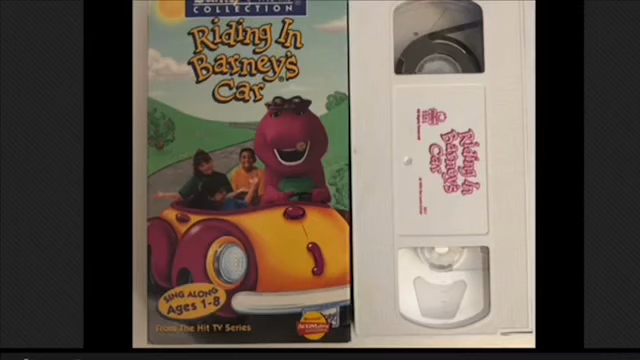 COLLECTION
Riding In
Barney's
Car
SING ALONG
Ages 1-8
From The Hit TV Series
Riding In
Barney's
Car